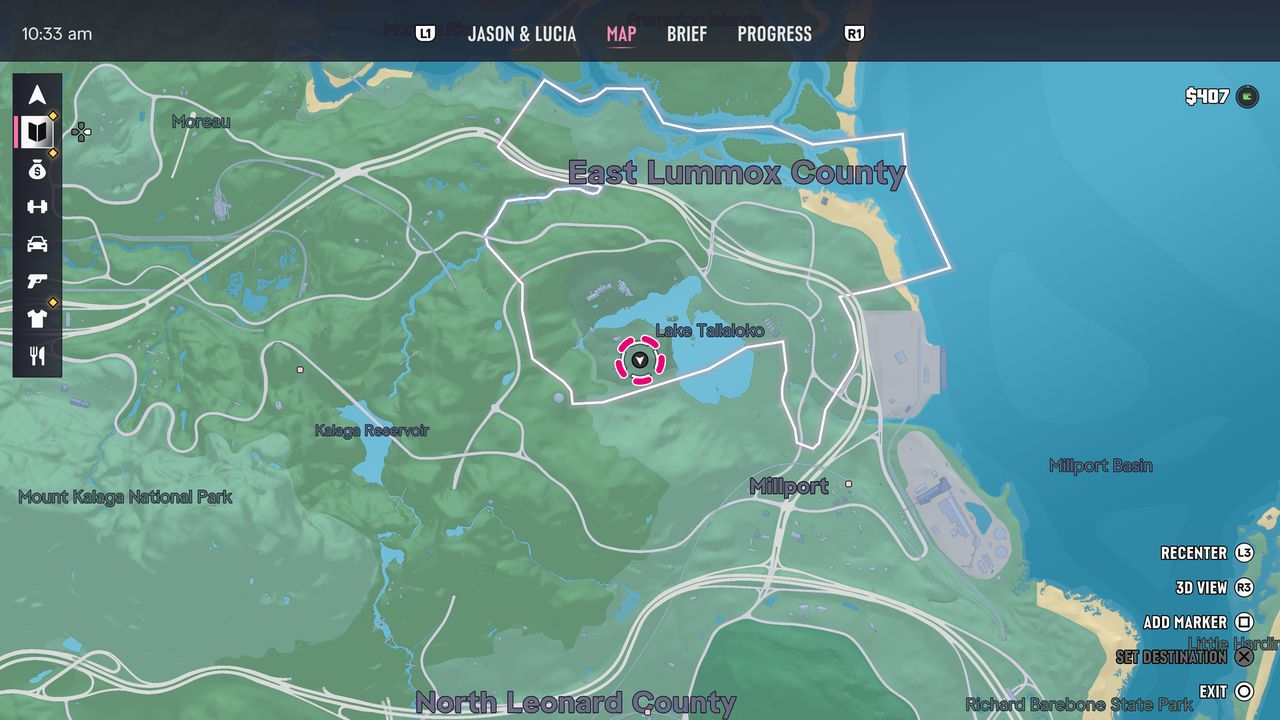 10:33 am
L1
JASON & LUCIA
MAP
BRIEF
PROGRESS
R1
$407
Moreau
East Lummox County
Lake Tallaloko
Kalaga Reservoir
Millport Basin
Millport
Mount Kalaga National Park
RECENTER L3
3D VIEW R3
ADD MARKER
SET DESTINATION
EXIT
North Leonard County
Richard Barebone State Park